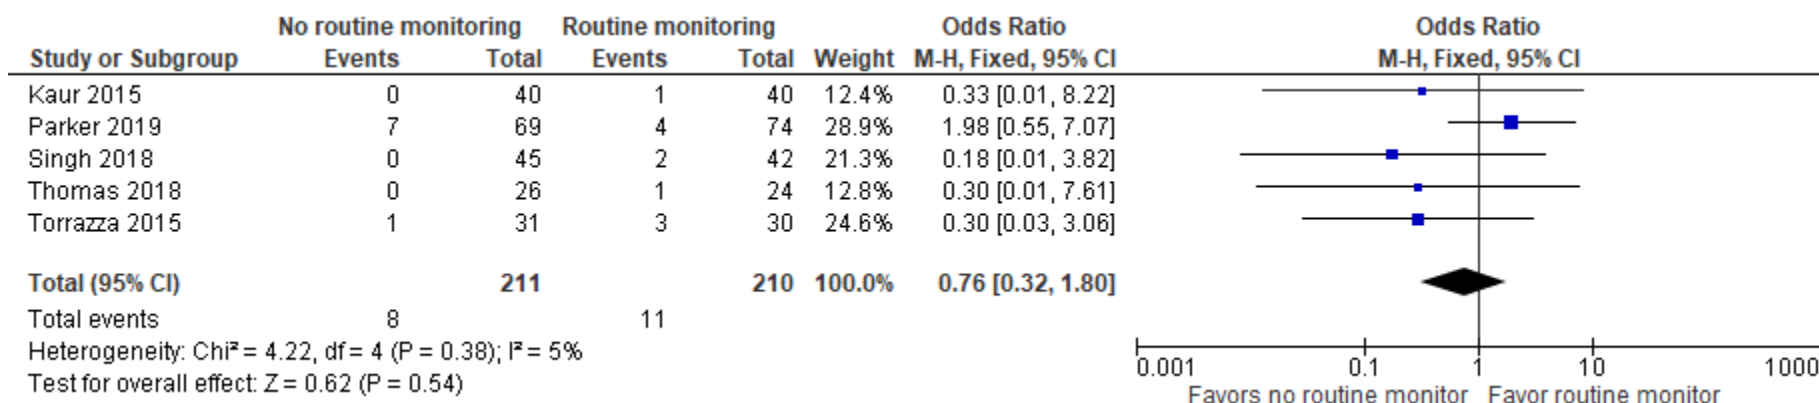 No routine monitoring Routine monitoring Odds Ratio Odds Ratio
Study or Subgroup Events Total Events Total Weight M-H, Fixed, 95% CI M-H, Fixed, 95% CI
Kaur 2015 0 40 1 40 12.4% 0.33 [0.01, 8.22]
Parker 2019 7 69 4 74 28.9% 1.98 [0.55, 7.07]
Singh 2018 0 45 2 42 21.3% 0.18 [0.01, 3.82]
Thomas 2018 0 26 1 24 12.8% 0.30 [0.01, 7.61]
Torrazza 2015 1 31 3 30 24.6% 0.30 [0.03, 3.06]
Total (95% CI) 211 210 100.0% 0.76 [0.32, 1.80]
Total events 8 11
Heterogeneity: Chi² = 4.22, df = 4 (P = 0.38); I² = 5%
Test for overall effect: Z = 0.62 (P = 0.54)
0.001 0.1 1 10 1000
Favors no routine monitor Favor routine monitor